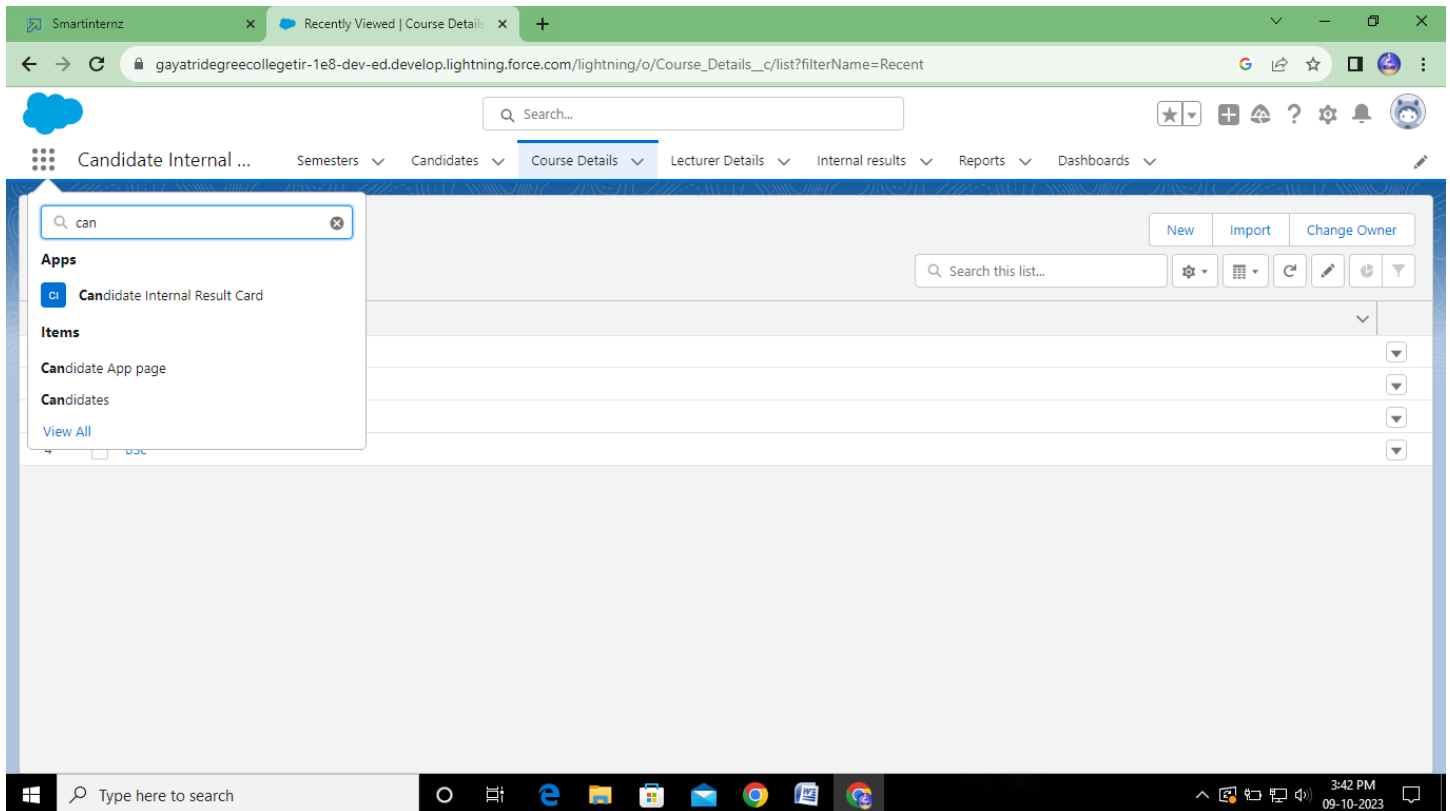 Smartinternz
Recently Viewed | Course Details
gayatridegreecollegetir-1e8-dev-ed.develop.lightning.force.com/lightning/o/Course_Details__c/list?filterName=Recent
Search...
Candidate Internal ... Semesters Candidates Course Details Lecturer Details Internal results Reports Dashboards
can
Apps
CI Candidate Internal Result Card
Items
Candidate App page
Candidates
View All
New Import Change Owner
Search this list...
4 BSc
Type here to search
3:42 PM
09-10-2023